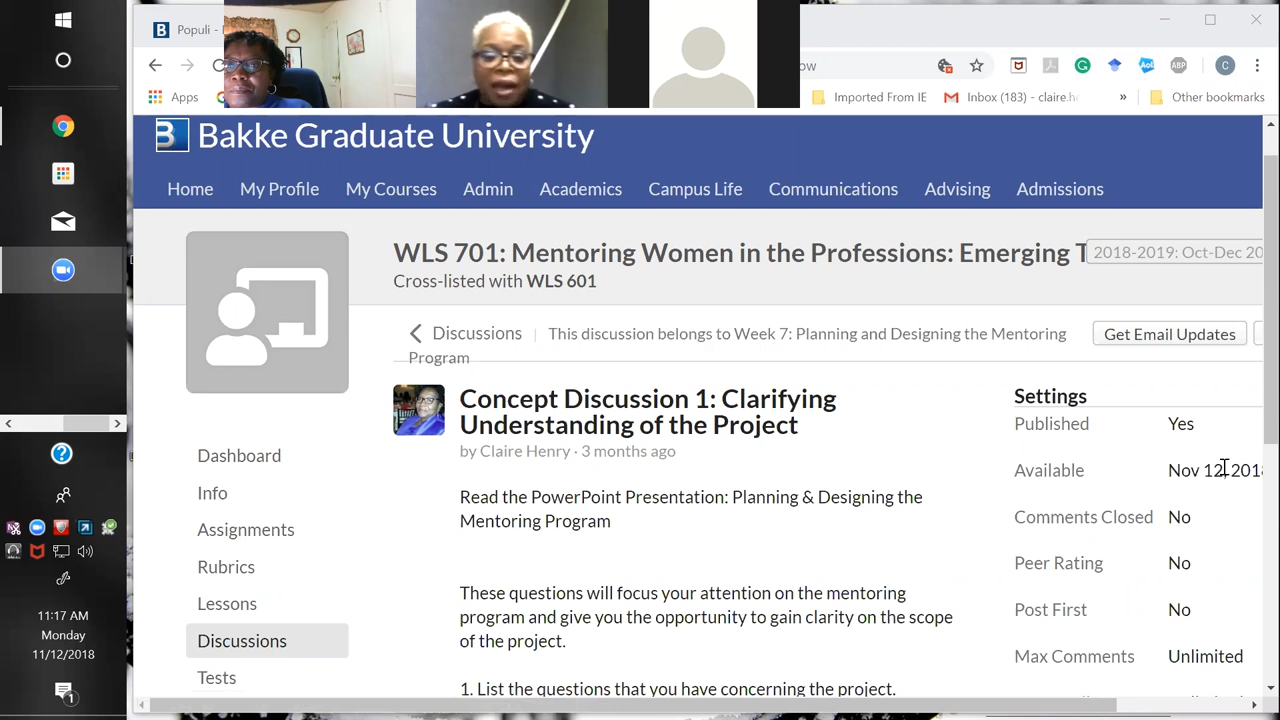 B Populi -
ow
Apps
Imported From IE
Inbox (183) - claire.h
»
Other bookmarks
ABP
C
B Bakke Graduate University
Home My Profile My Courses Admin Academics Campus Life Communications Advising Admissions
WLS 701: Mentoring Women in the Professions: Emerging T
2018-2019: Oct-Dec 20
Cross-listed with WLS 601
Discussions | This discussion belongs to Week 7: Planning and Designing the Mentoring
Program
Get Email Updates
Concept Discussion 1: Clarifying
Understanding of the Project
by Claire Henry · 3 months ago
Read the PowerPoint Presentation: Planning & Designing the
Mentoring Program
These questions will focus your attention on the mentoring
program and give you the opportunity to gain clarity on the scope
of the project.
1. List the questions that you have concerning the project.
Settings
Published Yes
Available Nov 12, 2018
Comments Closed No
Peer Rating No
Post First No
Max Comments Unlimited
Dashboard
Info
Assignments
Rubrics
Lessons
Discussions
Tests
11:17 AM
Monday
11/12/2018
1